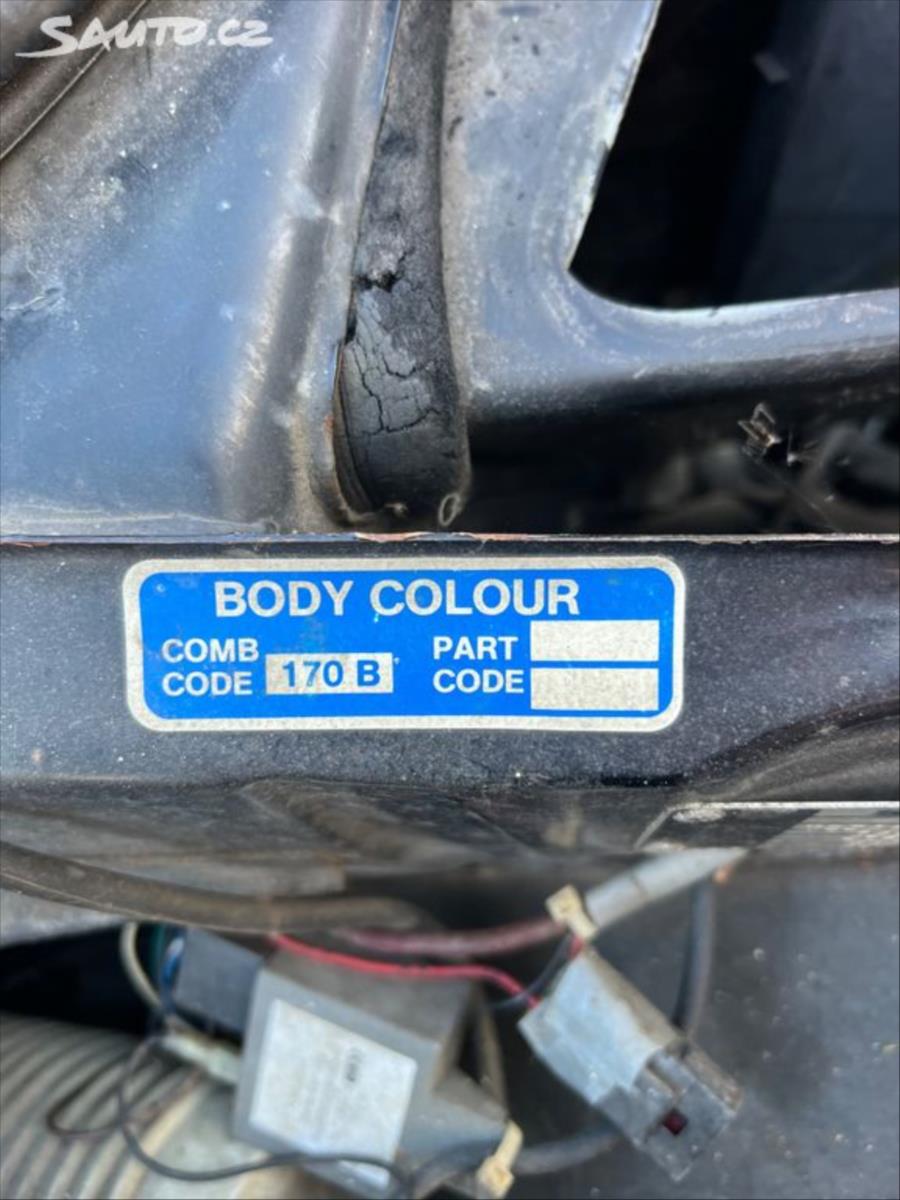 SAUTO.CZ
BODY COLOUR
COMB CODE 170 B
PART CODE